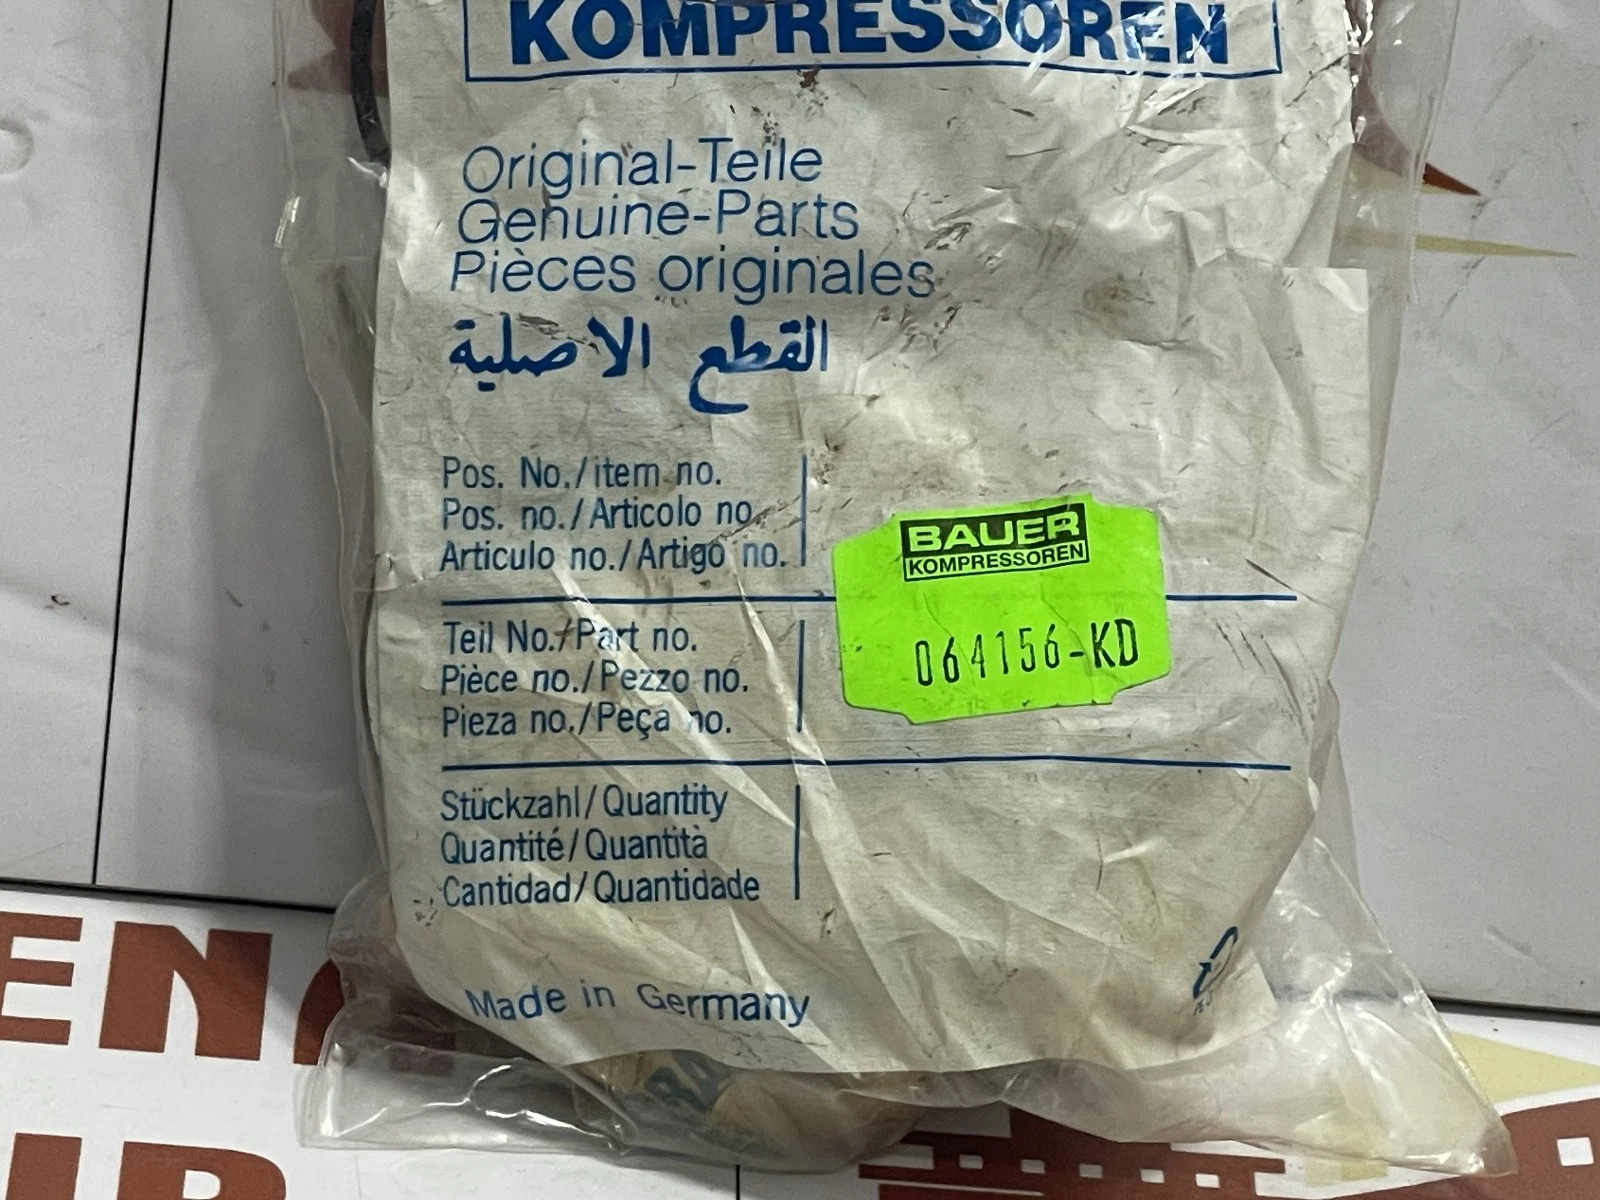 KOMPRESSOREN
Original-Teile
Genuine-Parts
Pièces originales
القطع الاصلية
Pos. No./item no.
Pos. no./Articolo no.
Articulo no./Artigo no.
BAUER
KOMPRESSOREN
064156-KD
Teil No./Part no.
Pièce no./Pezzo no.
Pieza no./Peça no.
Stückzahl/Quantity
Quantité/Quantità
Cantidad/Quantidade
Made in Germany